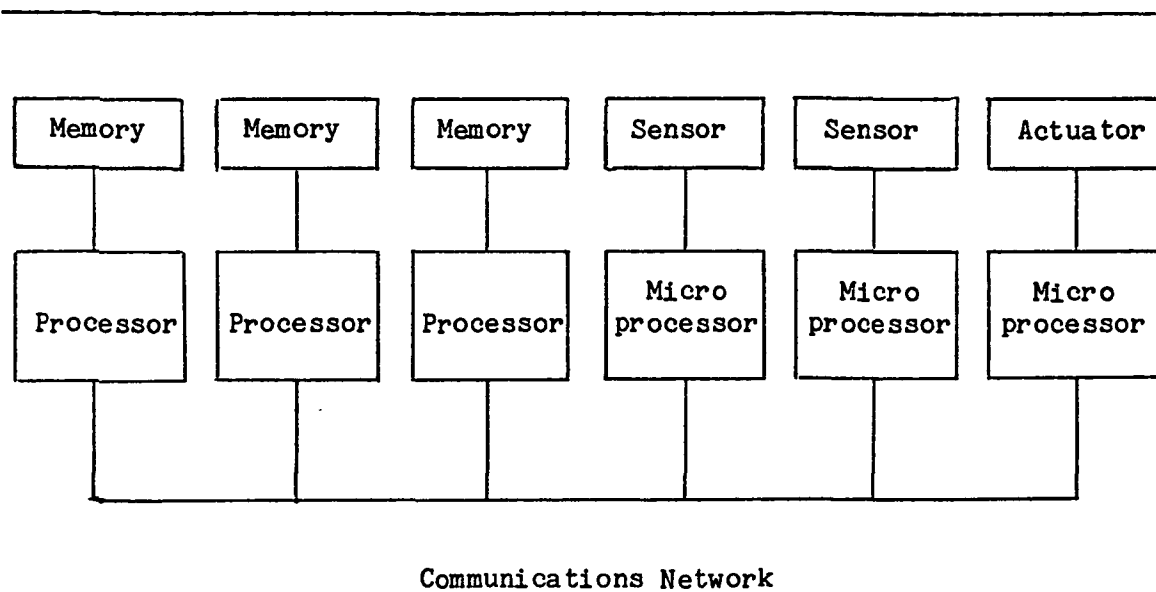 Memory Memory Memory Sensor Sensor Actuator
Processor Processor Processor Micro processor Micro processor Micro processor
Communications Network